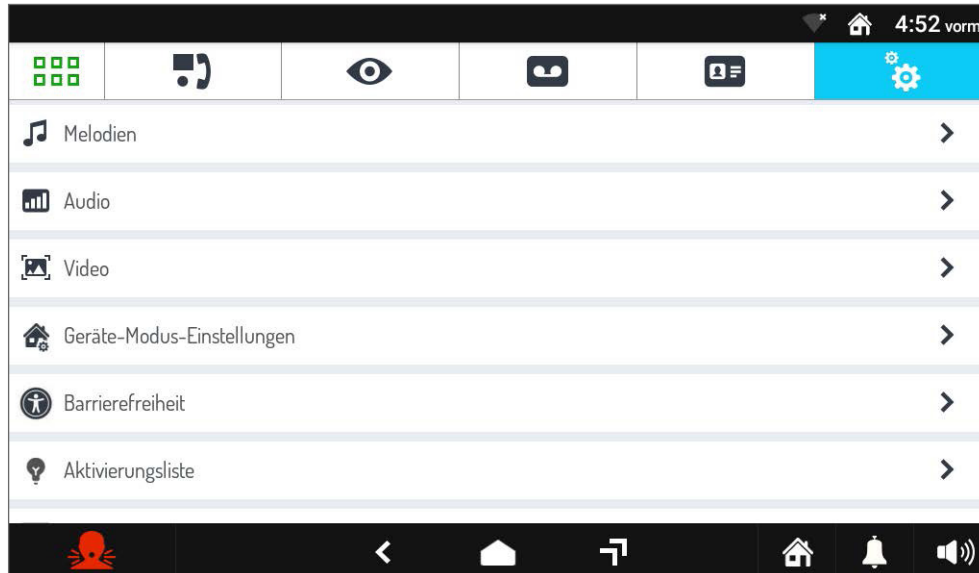 4:52 vorm
Melodien
Audio
Video
Geräte-Modus-Einstellungen
Barrierefreiheit
Aktivierungsliste